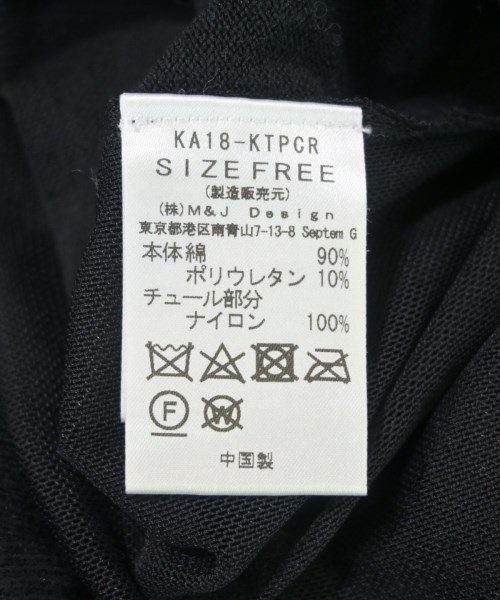 KA18-KTPCR
SIZE FREE
(製造販売元)
(株) M&J Design
東京都港区南青山7-13-8 Septem G
本体綿 90%
ポリウレタン 10%
チュール部分
ナイロン 100%
F W
中国製